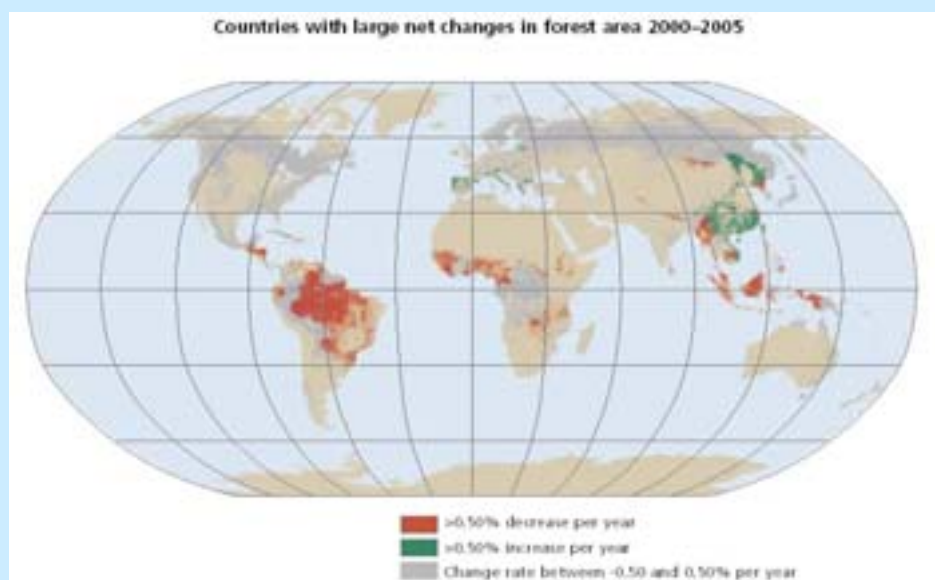 Countries with large net changes in forest area 2000–2005
>0.50% decrease per year
>0.50% increase per year
Change rate between -0.50 and 0.50% per year